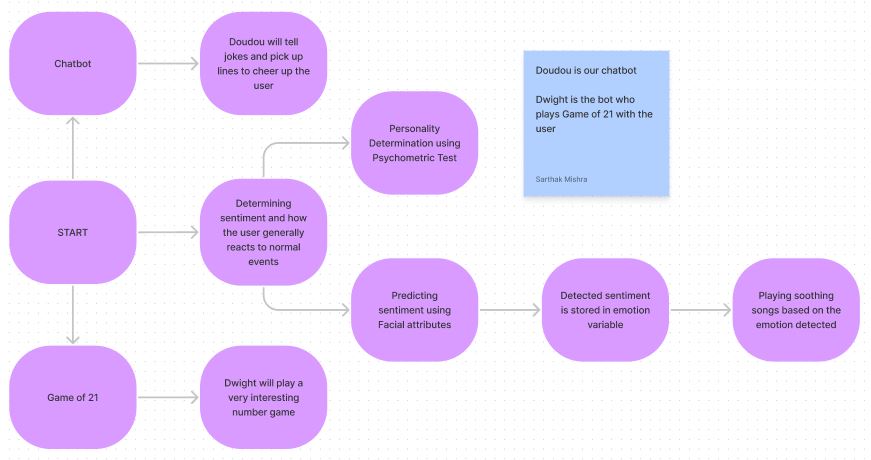 Chatbot
Doudou will tell
jokes and pick up
lines to cheer up the
user
Doudou is our chatbot
Dwight is the bot who
plays Game of 21 with the
user
Sarthak Mishra
Personality
Determination using
Psychometric Test
START
Determining
sentiment and how
the user generally
reacts to normal
events
Predicting
sentiment using
Facial attributes
Detected sentiment
is stored in emotion
variable
Playing soothing
songs based on the
emotion detected
Game of 21
Dwight will play a
very interesting
number game